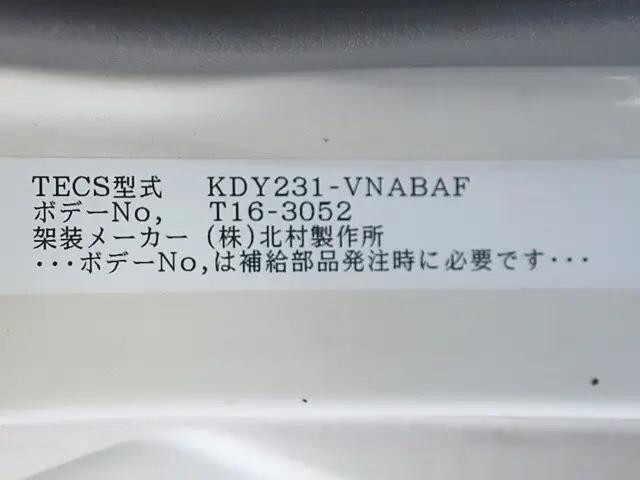 TECS型式　KDY231-VNABAF
ボデーNo,　T16-3052
架装メーカー (株)北村製作所
･･･ボデーNo,は補給部品発注時に必要です･･･